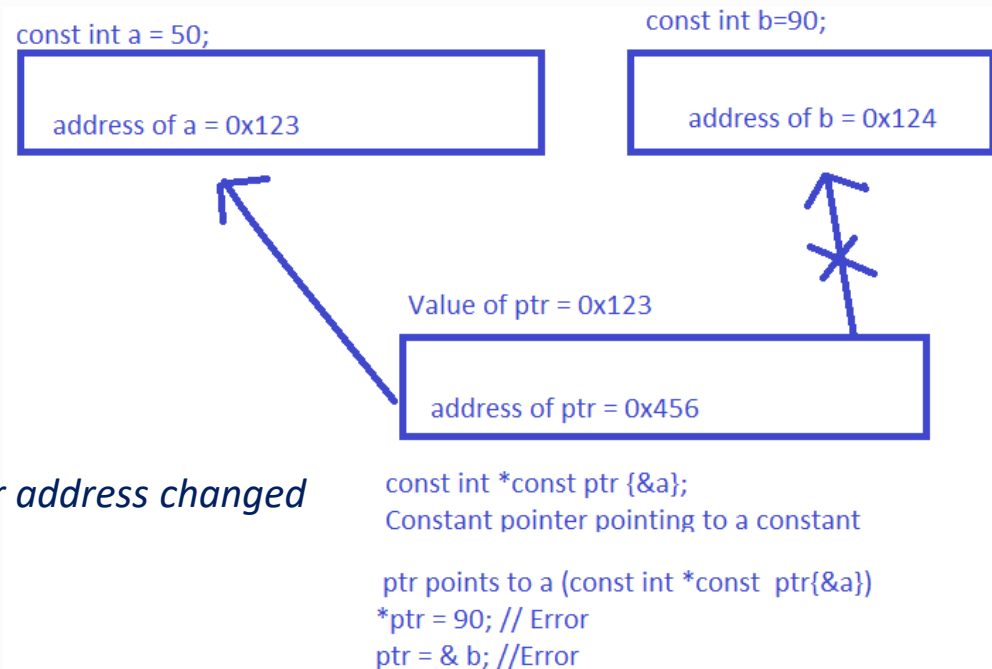 const int a = 50;
const int b=90;
address of a = 0x123
address of b = 0x124
Value of ptr = 0x123
address of ptr = 0x456
address changed
const int *const ptr {&a};
Constant pointer pointing to a constant
ptr points to a (const int *const ptr{&a})
*ptr = 90; // Error
ptr = & b; //Error